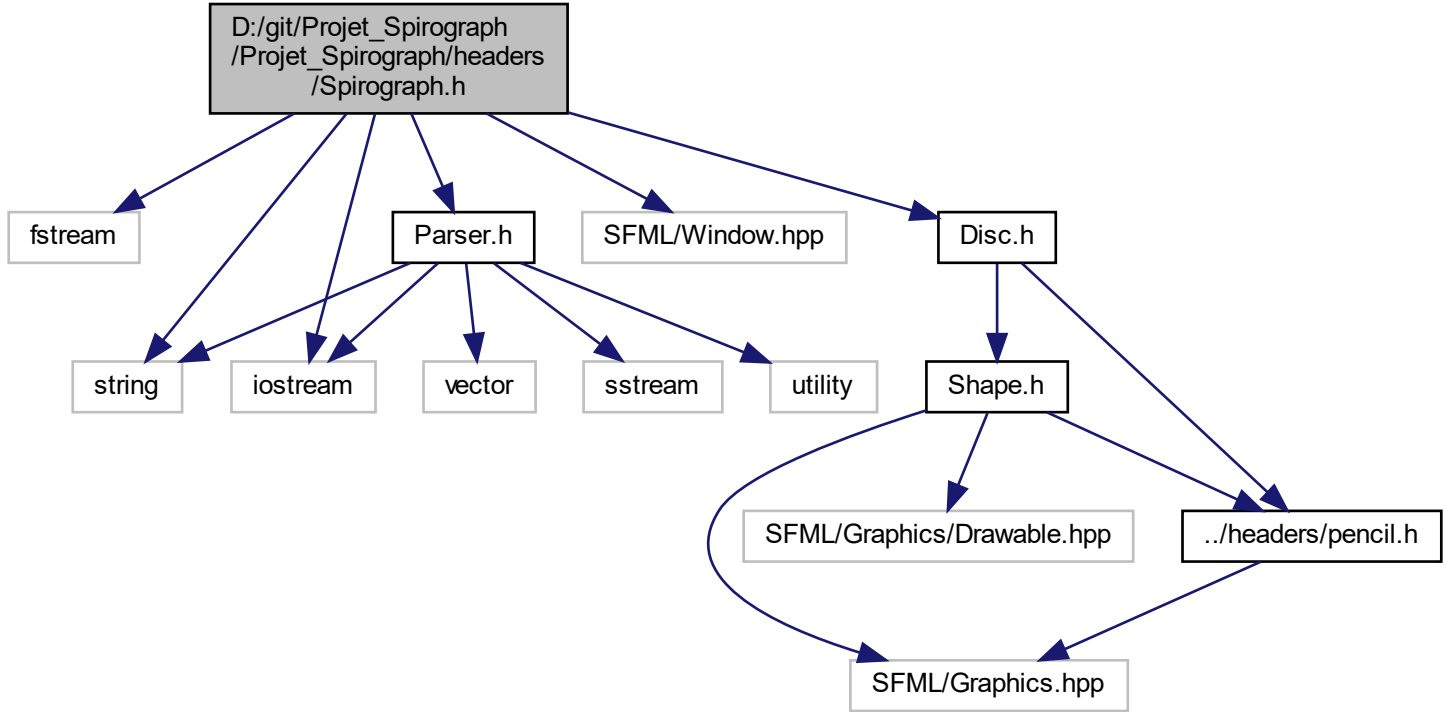 D:/git/Projet_Spirograph
/Projet_Spirograph/headers
/Spirograph.h
fstream
Parser.h
SFML/Window.hpp
Disc.h
string
iostream
vector
sstream
utility
Shape.h
SFML/Graphics/Drawable.hpp
../headers/pencil.h
SFML/Graphics.hpp